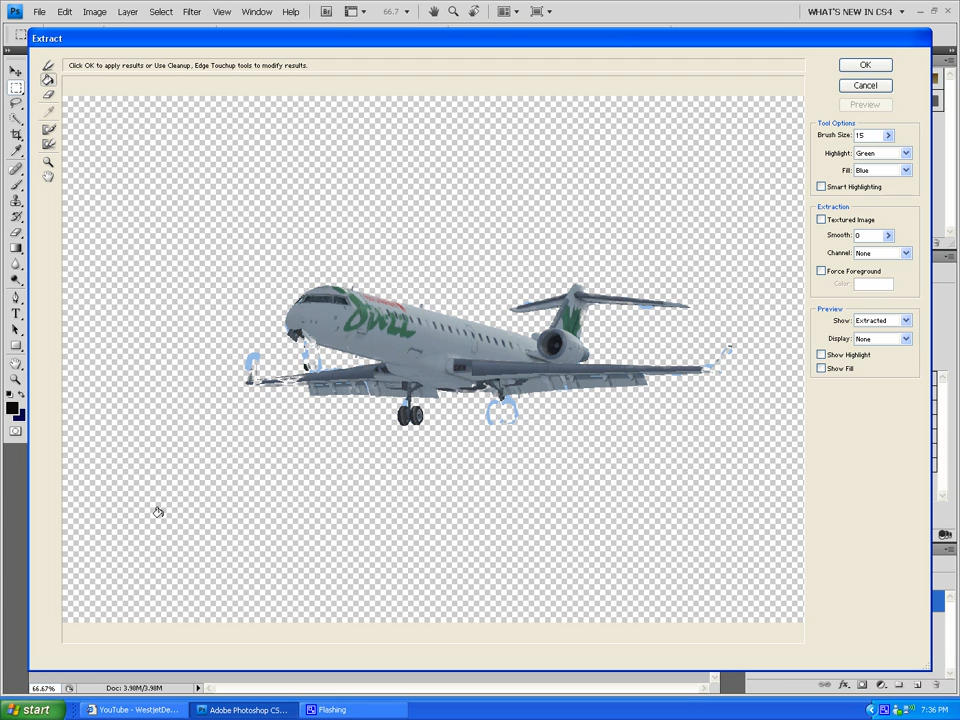 Ps File Edit Image Layer Select Filter View Window Help Br 66.7 WHAT'S NEW IN CS4
Extract
Click OK to apply results or Use Cleanup, Edge Touchup tools to modify results.
OK
Cancel
Preview
Tool Options
Brush Size: 15
Highlight: Green
Fill: Blue
Smart Highlighting
Extraction
Textured Image
Smooth: 0
Channel: None
Force Foreground
Color:
Preview
Show: Extracted
Display: None
Show Highlight
Show Fill
66.67% Doc: 3.98M/3.98M
start YouTube - WestjetDe... Adobe Photoshop CS... Flashing 7:36 PM